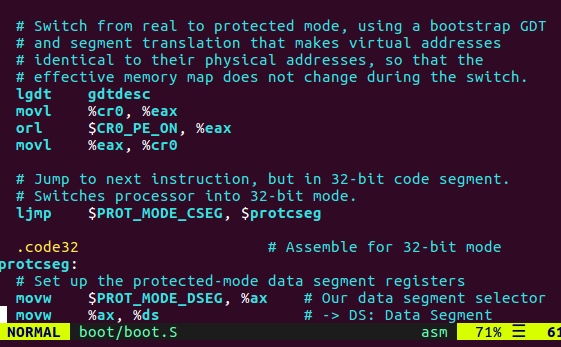 # Switch from real to protected mode, using a bootstrap GDT
# and segment translation that makes virtual addresses
# identical to their physical addresses, so that the
# effective memory map does not change during the switch.
lgdt    gdtdesc
movl    %cr0, %eax
orl     $CR0_PE_ON, %eax
movl    %eax, %cr0
# Jump to next instruction, but in 32-bit code segment.
# Switches processor into 32-bit mode.
ljmp    $PROT_MODE_CSEG, $protcseg
.code32                     # Assemble for 32-bit mode
protcseg:
# Set up the protected-mode data segment registers
movw    $PROT_MODE_DSEG, %ax    # Our data segment selector
movw    %ax, %ds                # -> DS: Data Segment
NORMAL boot/boot.S asm 71% ☰ 61